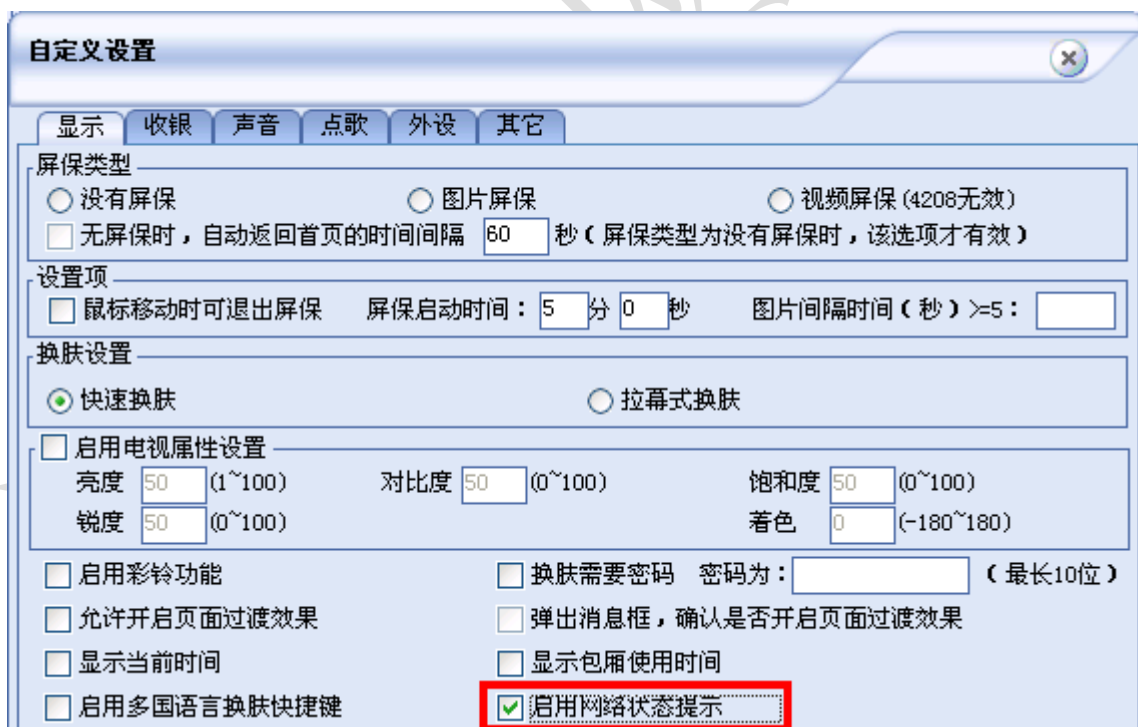 自定义设置
显示 收银 声音 点歌 外设 其它
屏保类型
没有屏保 图片屏保 视频屏保(4208无效)
无屏保时，自动返回首页的时间间隔 60 秒(屏保类型为没有屏保时，该选项才有效)
设置项
鼠标移动时可退出屏保 屏保启动时间：5 分 0 秒 图片间隔时间(秒)>=5：
换肤设置
快速换肤 拉幕式换肤
启用电视属性设置
亮度 50 (1~100) 对比度 50 (0~100) 饱和度 50 (0~100)
锐度 50 (0~100) 着色 0 (-180~180)
启用彩铃功能 换肤需要密码 密码为： (最长10位)
允许开启页面过渡效果 弹出消息框，确认是否开启页面过渡效果
显示当前时间 显示包厢使用时间
启用多国语言换肤快捷键 启用网络状态提示